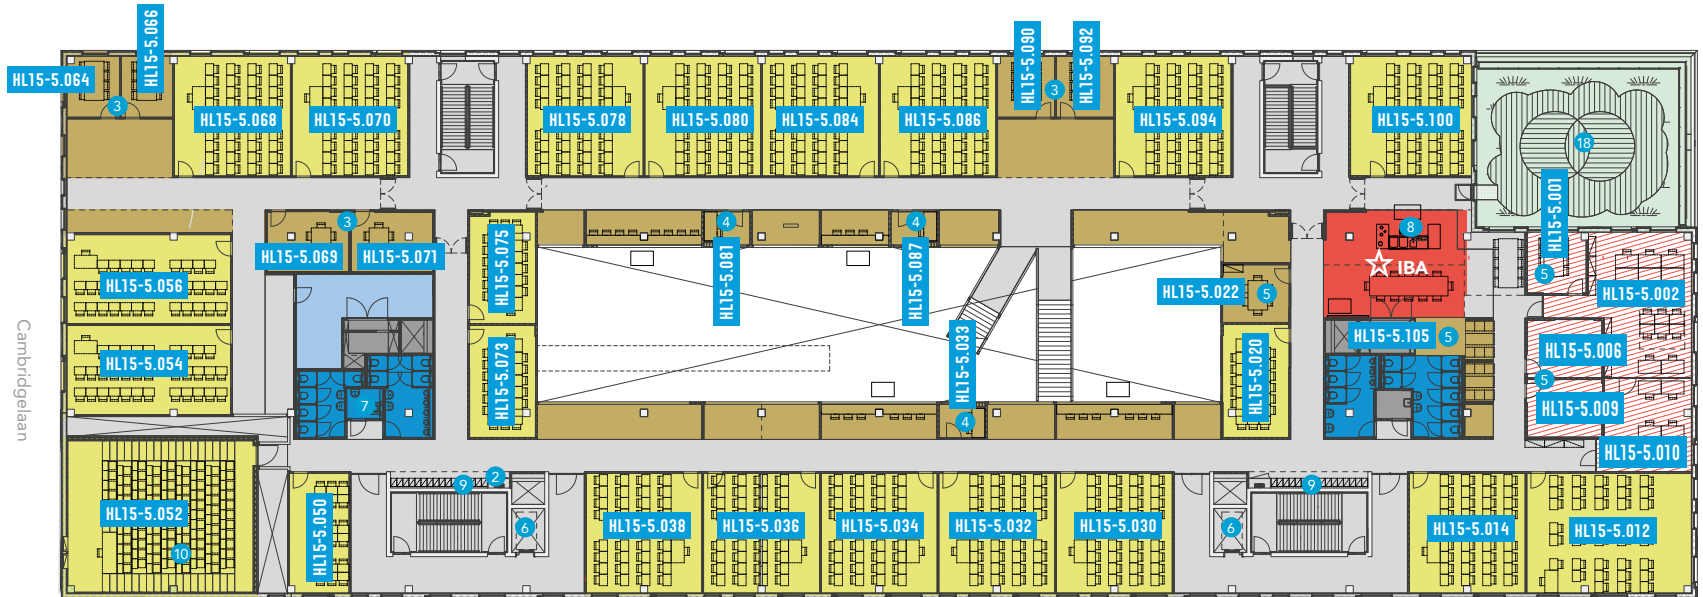 HL15-5.064
HL15-5.066
3
HL15-5.068
HL15-5.070
HL15-5.078
HL15-5.080
HL15-5.084
HL15-5.086
HL15-5.090
3
HL15-5.092
HL15-5.094
HL15-5.100
18
HL15-5.001
3
HL15-5.069
HL15-5.071
HL15-5.075
4
HL15-5.081
4
HL15-5.087
HL15-5.022
5
8
IBA
5
HL15-5.002
HL15-5.056
HL15-5.054
HL15-5.073
HL15-5.033
4
HL15-5.020
HL15-5.105
5
HL15-5.006
5
HL15-5.009
HL15-5.010
7
Cambridgelaan
HL15-5.052
10
HL15-5.050
9
2
6
HL15-5.038
HL15-5.036
HL15-5.034
HL15-5.032
HL15-5.030
6
9
HL15-5.014
HL15-5.012